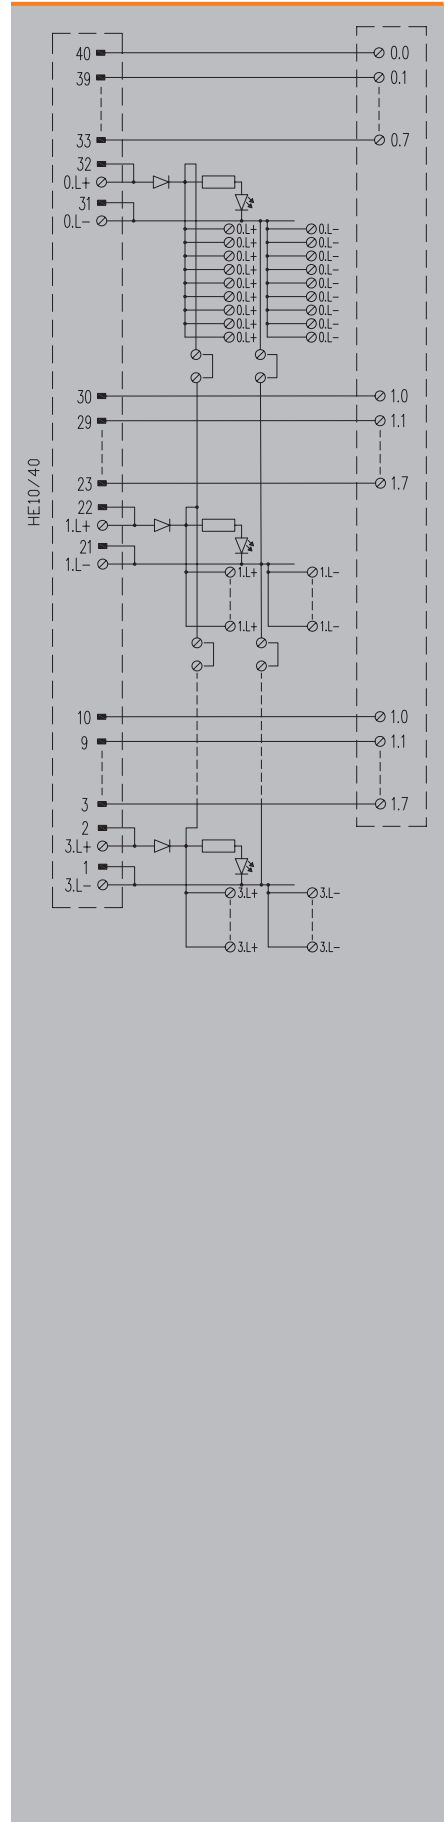 40 0.0
39 0.1
33 0.7
32
0.L+
31
0.L-
0.L+ 0.L-
0.L+ 0.L-
0.L+ 0.L-
0.L+ 0.L-
0.L+ 0.L-
0.L+ 0.L-
0.L+ 0.L-
0.L+ 0.L-
0.L+ 0.L-
30 1.0
29 1.1
HE10/40
23 1.7
22
1.L+
21
1.L-
1.L+ 1.L-
1.L+ 1.L-
10 1.0
9 1.1
3 1.7
2
3.L+
1
3.L-
3.L+ 3.L-
3.L+ 3.L-